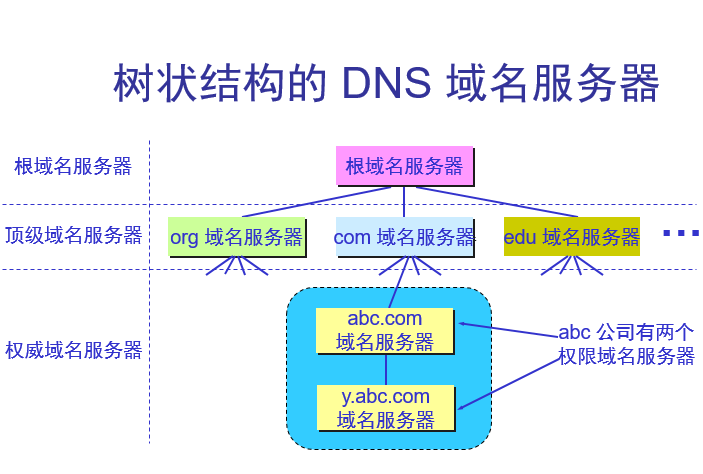 树状结构的 DNS 域名服务器
根域名服务器
根域名服务器
顶级域名服务器
org 域名服务器
com 域名服务器
edu 域名服务器
...
权威域名服务器
abc.com
域名服务器
y.abc.com
域名服务器
abc 公司有两个
权限域名服务器